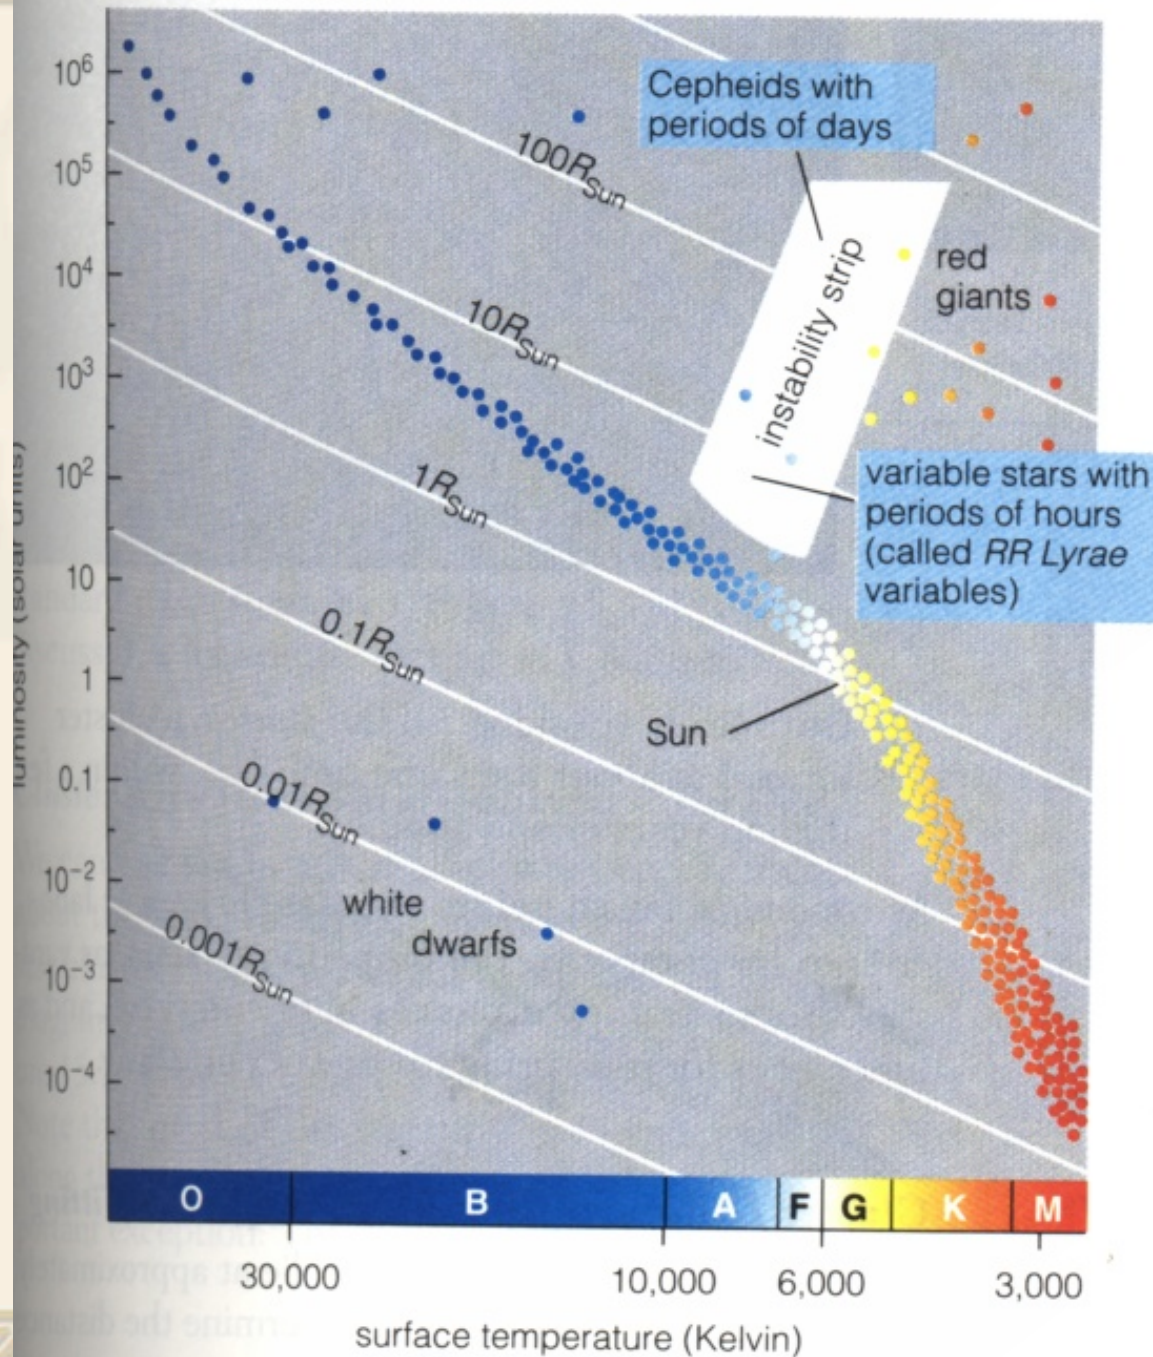 luminosity (solar units)
10⁶
10⁵
10⁴
10³
10²
10
1
0.1
10⁻²
10⁻³
10⁻⁴
Cepheids with
periods of days
100R_Sun
instability strip
red
giants
10R_Sun
variable stars with
periods of hours
(called RR Lyrae
variables)
1R_Sun
0.1R_Sun
Sun
0.01R_Sun
white
dwarfs
0.001R_Sun
O B A F G K M
30,000 10,000 6,000 3,000
surface temperature (Kelvin)